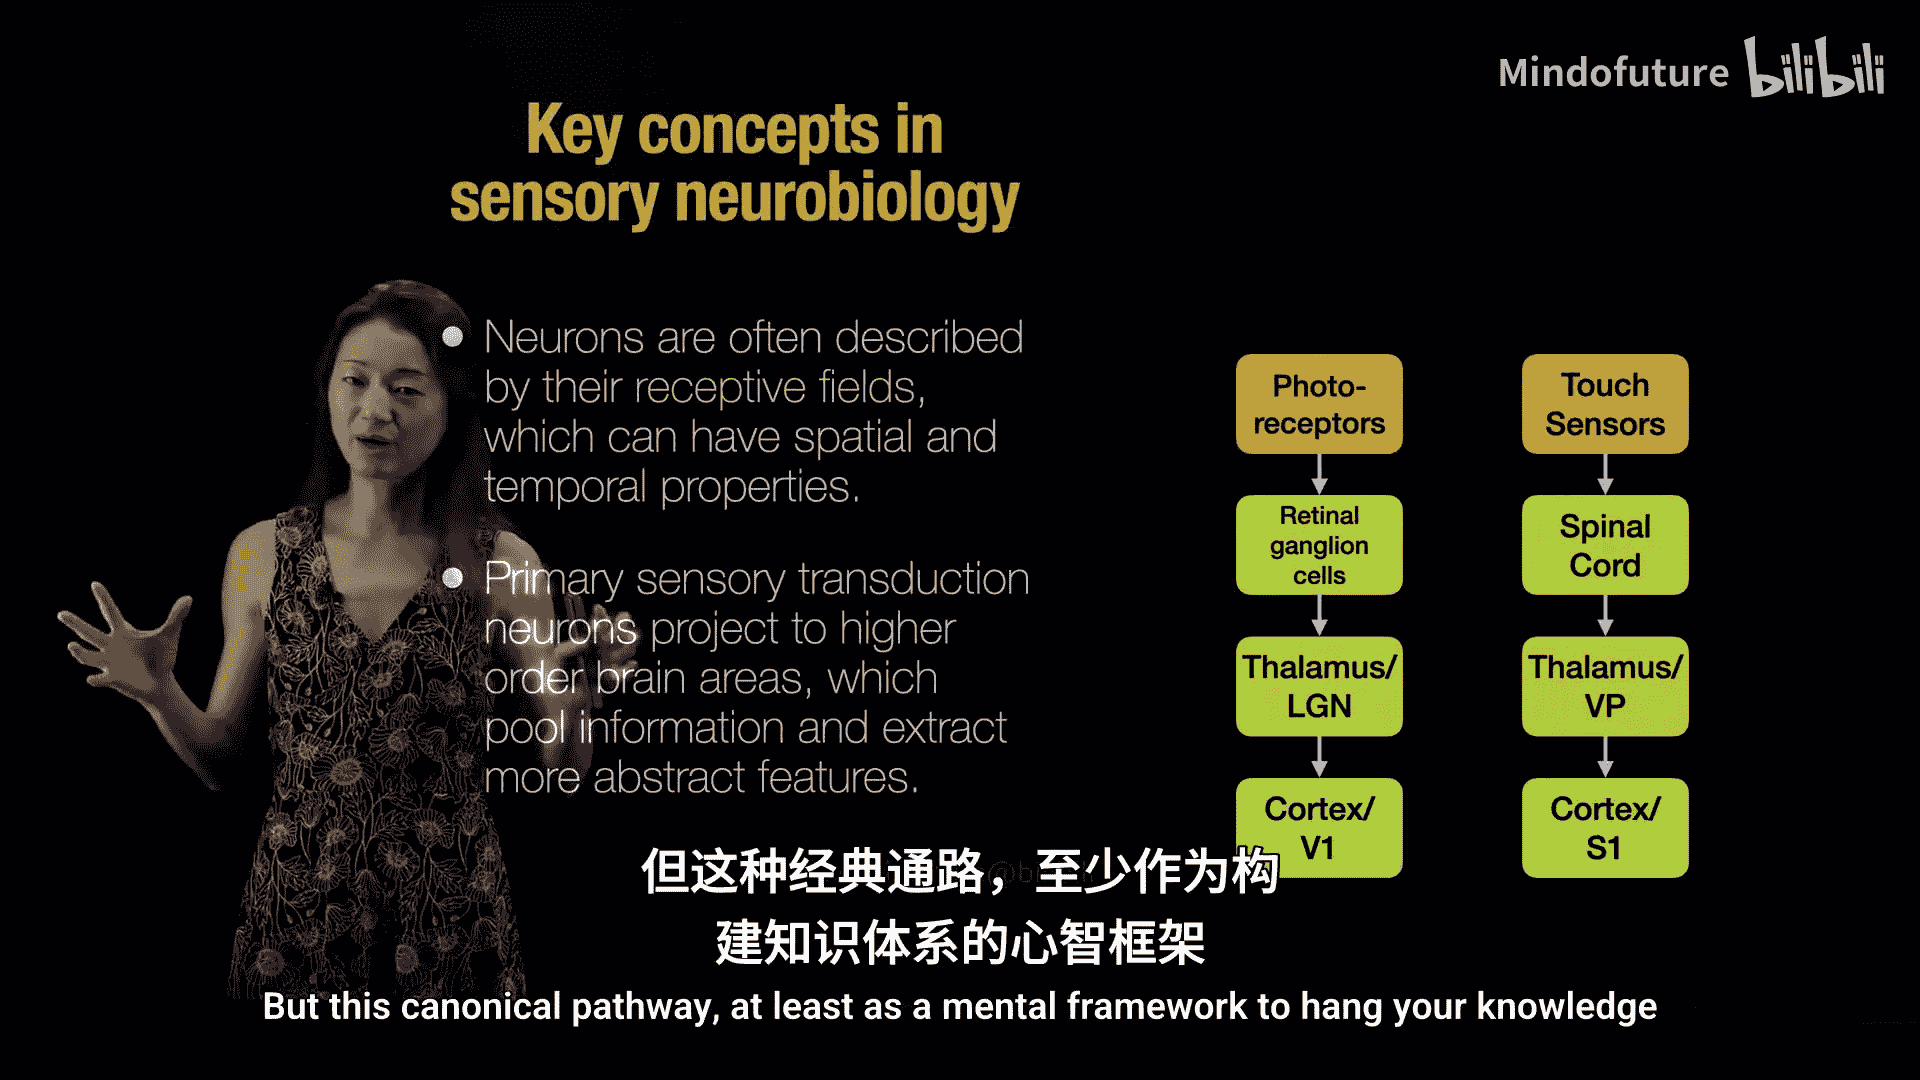 Mindofuture bilibili
Key concepts in
sensory neurobiology
• Neurons are often described
by their receptive fields,
which can have spatial and
temporal properties.
• Primary sensory transduction
neurons project to higher
order brain areas, which
pool information and extract
more abstract features.
Photo-
receptors
Retinal
ganglion
cells
Thalamus/
LGN
Cortex/
V1
Touch
Sensors
Spinal
Cord
Thalamus/
VP
Cortex/
S1
但这种经典通路，至少作为构
建知识体系的心智框架
But this canonical pathway, at least as a mental framework to hang your knowledge